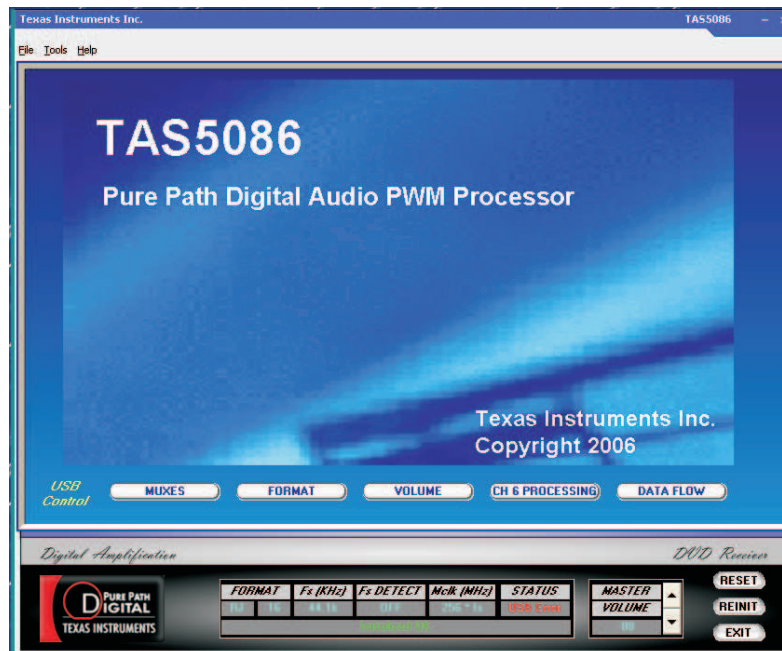 Texas Instruments Inc. TAS5086
File Tools Help
TAS5086
Pure Path Digital Audio PWM Processor
Texas Instruments Inc.
Copyright 2006
USB Control
MUXES
FORMAT
VOLUME
CH 6 PROCESSING
DATA FLOW
Digital Amplification
DVD Receiver
PURE PATH
DIGITAL
TEXAS INSTRUMENTS
FORMAT Fs (KHz) Fs DETECT Mclk (MHz) STATUS
RJ 16 44.1k OFF 256 * fs USB Error
MASTER
VOLUME
RESET
REINIT
EXIT